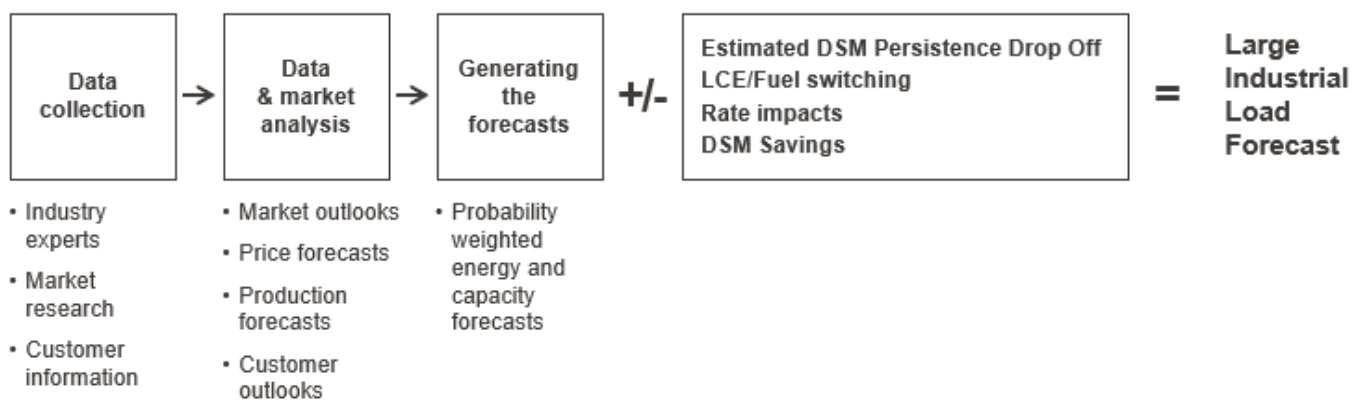 Data
collection
Data
& market
analysis
Generating
the
forecasts
+/-
Estimated DSM Persistence Drop Off
LCE/Fuel switching
Rate impacts
DSM Savings
=
Large
Industrial
Load
Forecast
• Industry
experts
• Market
research
• Customer
information
• Market outlooks
• Price forecasts
• Production
forecasts
• Customer
outlooks
• Probability
weighted
energy and
capacity
forecasts